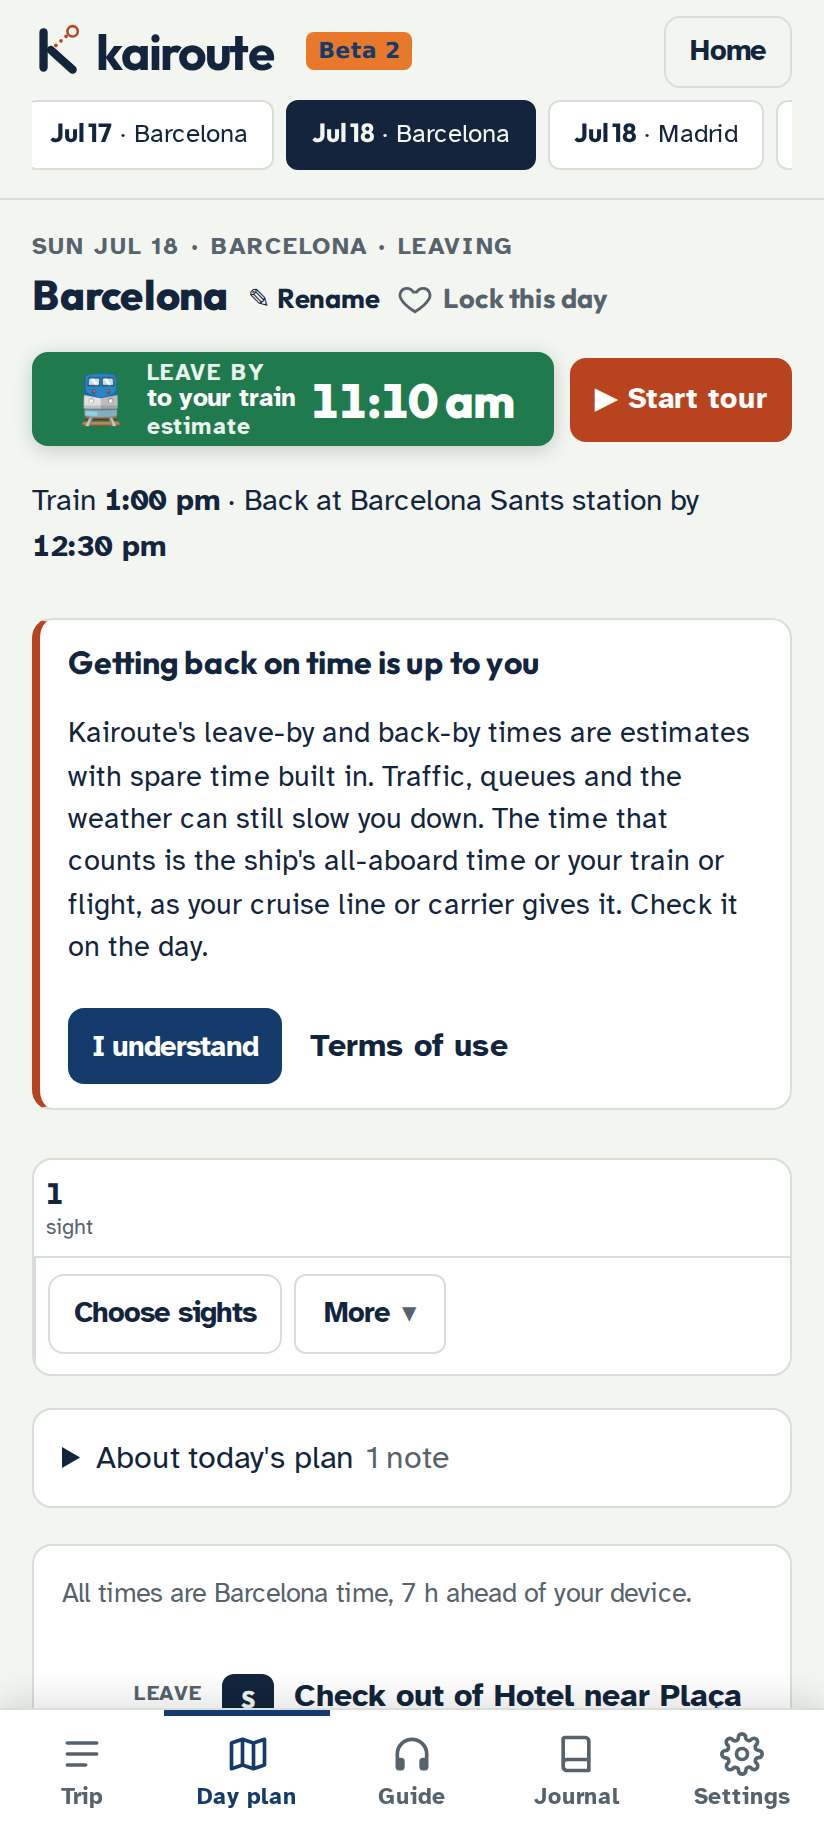 kairoute
Beta 2
Home
Jul 17 · Barcelona
Jul 18 · Barcelona
Jul 18 · Madrid
SUN JUL 18 · BARCELONA · LEAVING
Barcelona
✎ Rename
Lock this day
LEAVE BY
to your train
estimate
11:10 am
▶ Start tour
Train 1:00 pm · Back at Barcelona Sants station by
12:30 pm
Getting back on time is up to you
Kairoute's leave-by and back-by times are estimates
with spare time built in. Traffic, queues and the
weather can still slow you down. The time that
counts is the ship's all-aboard time or your train or
flight, as your cruise line or carrier gives it. Check it
on the day.
I understand
Terms of use
1
sight
Choose sights
More ▼
▶ About today's plan 1 note
All times are Barcelona time, 7 h ahead of your device.
LEAVE
S
Check out of Hotel near Plaça
Trip
Day plan
Guide
Journal
Settings